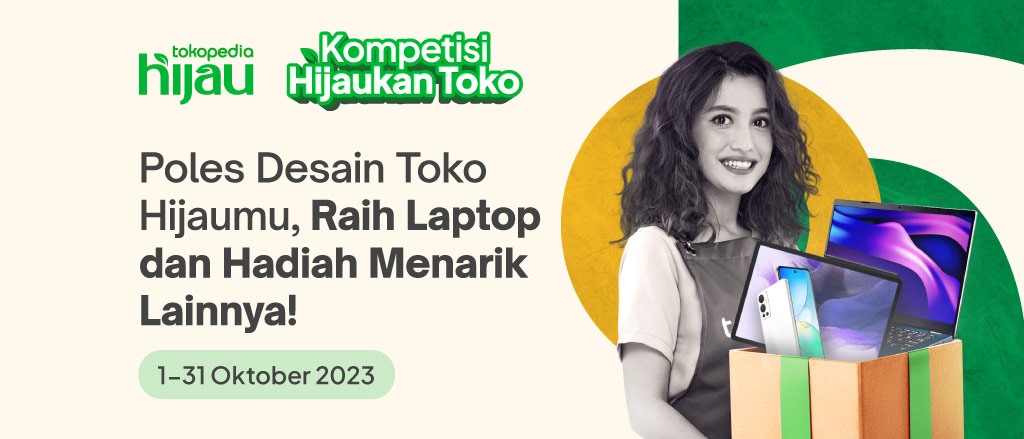 tokopedia
hijau
Kompetisi
Hijaukan Toko
Poles Desain Toko
Hijaumu, Raih Laptop
dan Hadiah Menarik
Lainnya!
1-31 Oktober 2023